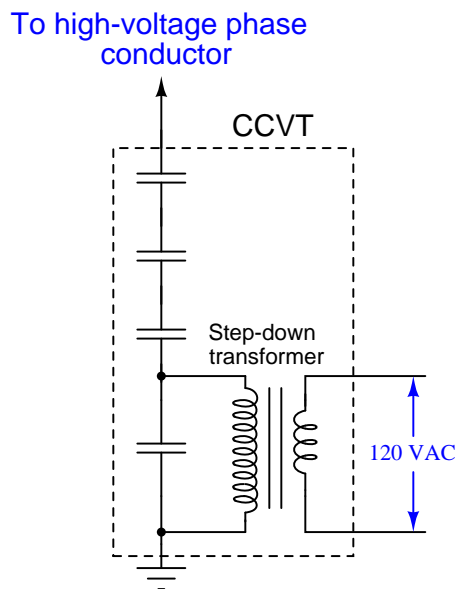 To high-voltage phase
conductor
CCVT
Step-down
transformer
120 VAC